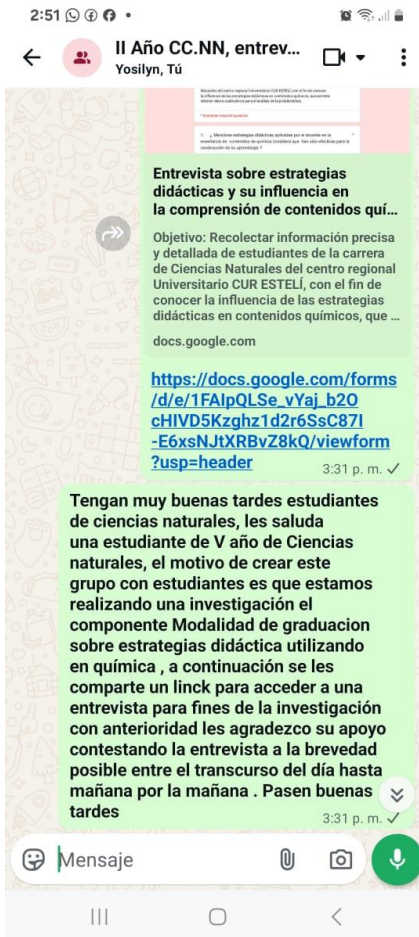 2:51
II Año CC.NN, entrev...
Yosilyn, Tú
* Indicates required question
Entrevista sobre estrategias
didácticas y su influencia en
la comprensión de contenidos quí...
Objetivo: Recolectar información precisa
y detallada de estudiantes de la carrera
de Ciencias Naturales del centro regional
Universitario CUR ESTELÍ, con el fin de
conocer la influencia de las estrategias
didácticas en contenidos químicos, que ...
docs.google.com
https://docs.google.com/forms
/d/e/1FAIpQLSe_vYaj_b2O
cHIVD5Kzghz1d2r6SsC87I
-E6xsNJtXRBvZ8kQ/viewform
?usp=header
3:31 p. m.
Tengan muy buenas tardes estudiantes
de ciencias naturales, les saluda
una estudiante de V año de Ciencias
naturales, el motivo de crear este
grupo con estudiantes es que estamos
realizando una investigación el
componente Modalidad de graduacion
sobre estrategias didáctica utilizando
en química , a continuación se les
comparte un linck para acceder a una
entrevista para fines de la investigación
con anterioridad les agradezco su apoyo
contestando la entrevista a la brevedad
posible entre el transcurso del día hasta
mañana por la mañana . Pasen buenas
tardes
3:31 p. m.
Mensaje